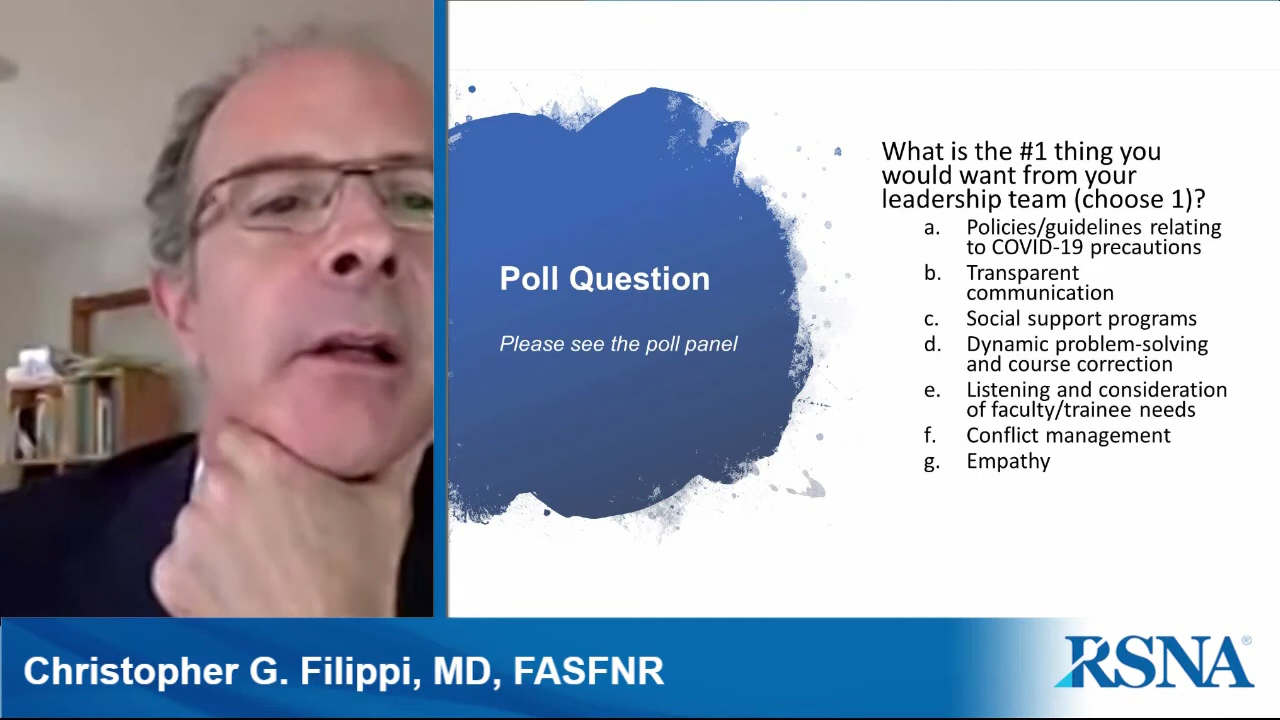 Poll Question
Please see the poll panel
What is the #1 thing you
would want from your
leadership team (choose 1)?
a. Policies/guidelines relating
to COVID-19 precautions
b. Transparent
communication
c. Social support programs
d. Dynamic problem-solving
and course correction
e. Listening and consideration
of faculty/trainee needs
f. Conflict management
g. Empathy
Christopher G. Filippi, MD, FASFNR
RSNA®